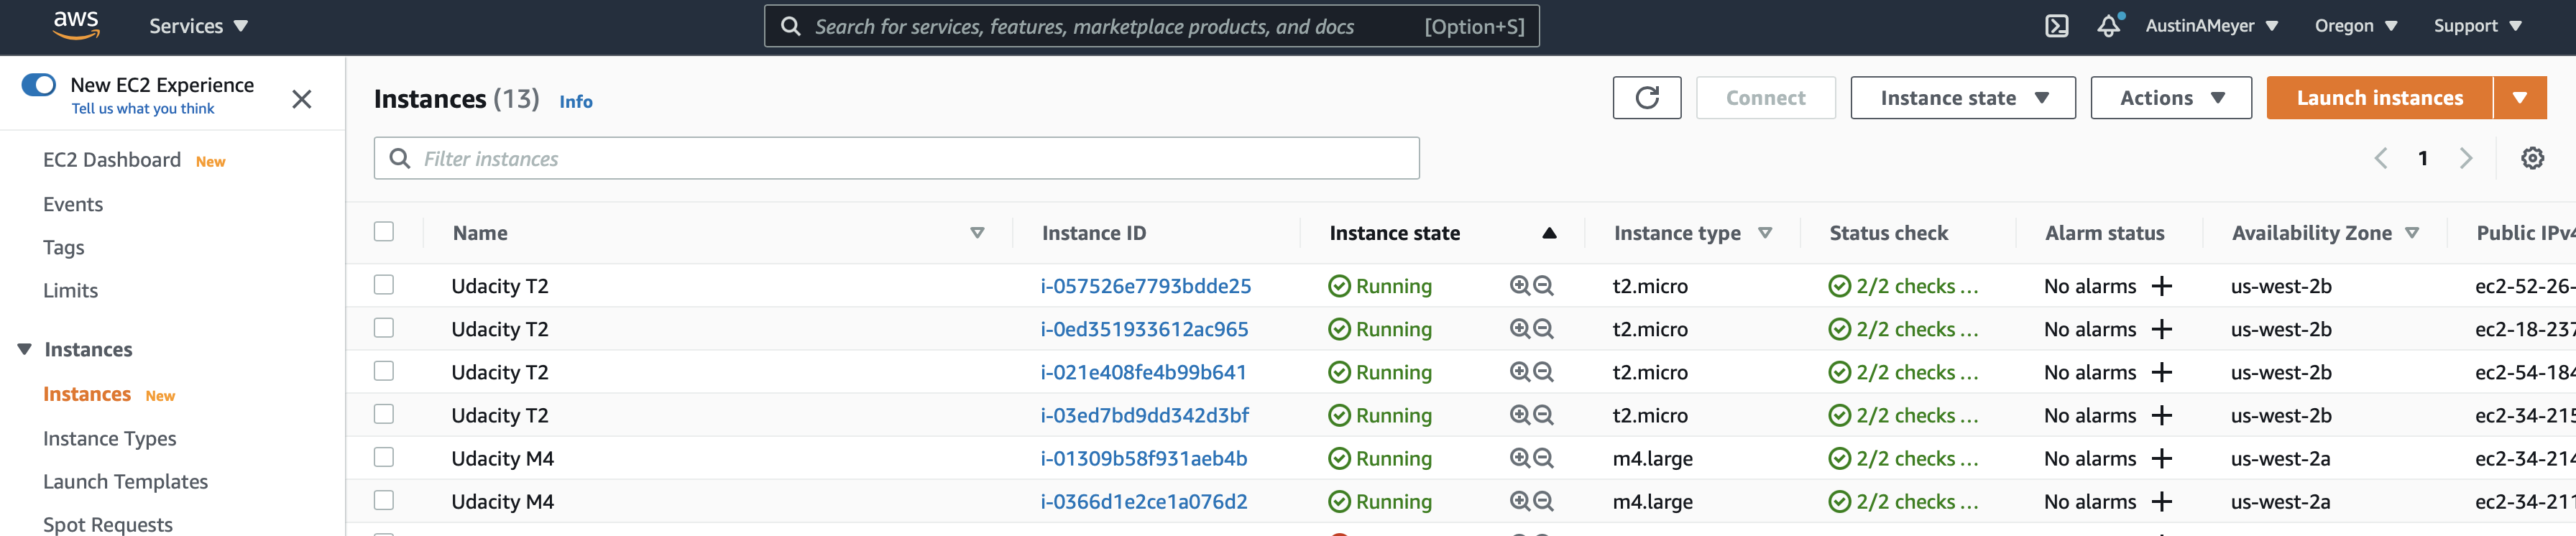 aws Services Search for services, features, marketplace products, and docs [Option+S] AustinAMeyer Oregon Support
New EC2 Experience
Tell us what you think
EC2 Dashboard New
Events
Tags
Limits
Instances
Instances New
Instance Types
Launch Templates
Spot Requests
Instances (13) Info Connect Instance state Actions Launch instances
Filter instances 1
Name Instance ID Instance state Instance type Status check Alarm status Availability Zone Public IPv4
Udacity T2 i-057526e7793bdde25 Running t2.micro 2/2 checks ... No alarms us-west-2b ec2-52-26-
Udacity T2 i-0ed351933612ac965 Running t2.micro 2/2 checks ... No alarms us-west-2b ec2-18-237
Udacity T2 i-021e408fe4b99b641 Running t2.micro 2/2 checks ... No alarms us-west-2b ec2-54-184
Udacity T2 i-03ed7bd9dd342d3bf Running t2.micro 2/2 checks ... No alarms us-west-2b ec2-34-215
Udacity M4 i-01309b58f931aeb4b Running m4.large 2/2 checks ... No alarms us-west-2a ec2-34-214
Udacity M4 i-0366d1e2ce1a076d2 Running m4.large 2/2 checks ... No alarms us-west-2a ec2-34-211